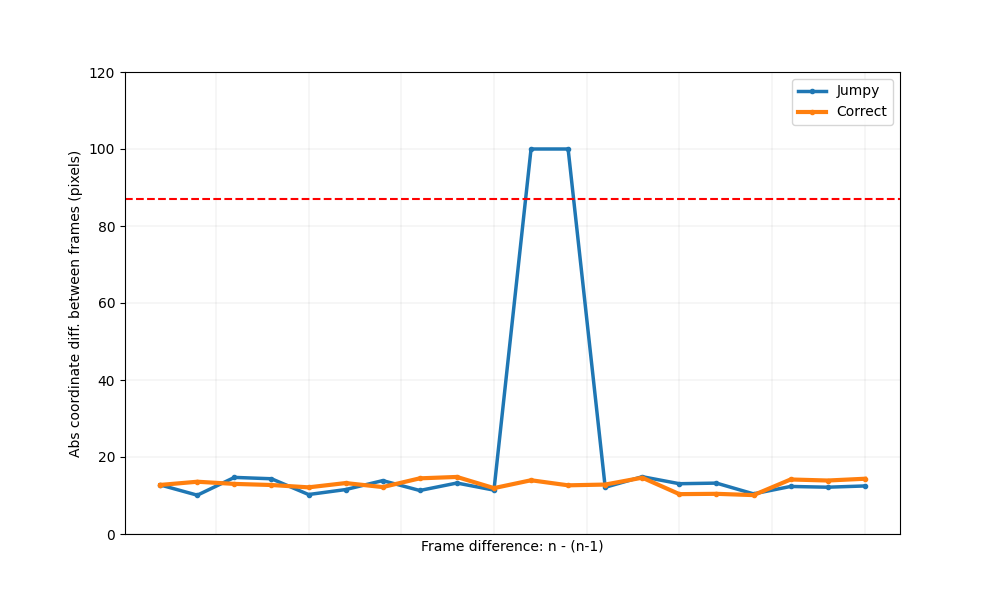 120
100
80
60
40
20
0
Abs coordinate diff. between frames (pixels)
Frame difference: n - (n-1)
Jumpy
Correct